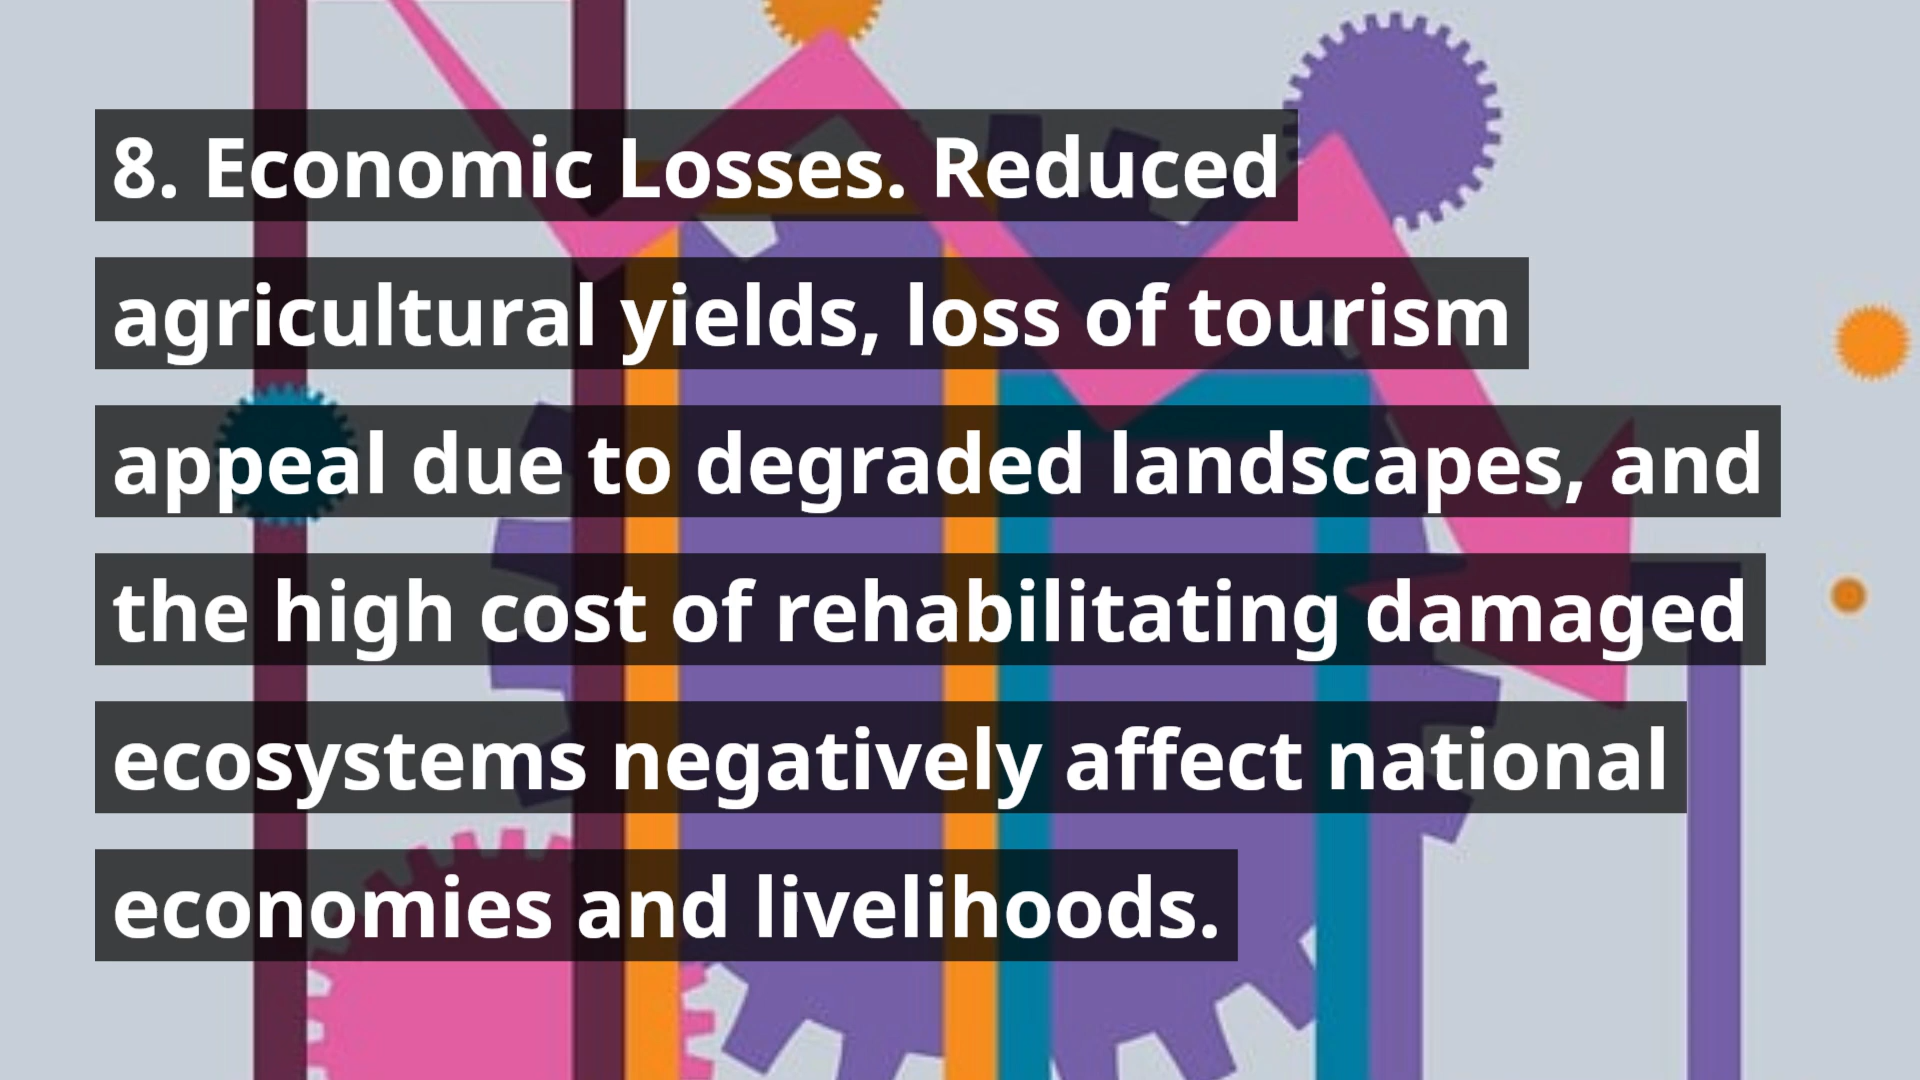 8. Economic Losses. Reduced
agricultural yields, loss of tourism
appeal due to degraded landscapes, and
the high cost of rehabilitating damaged
ecosystems negatively affect national
economies and livelihoods.